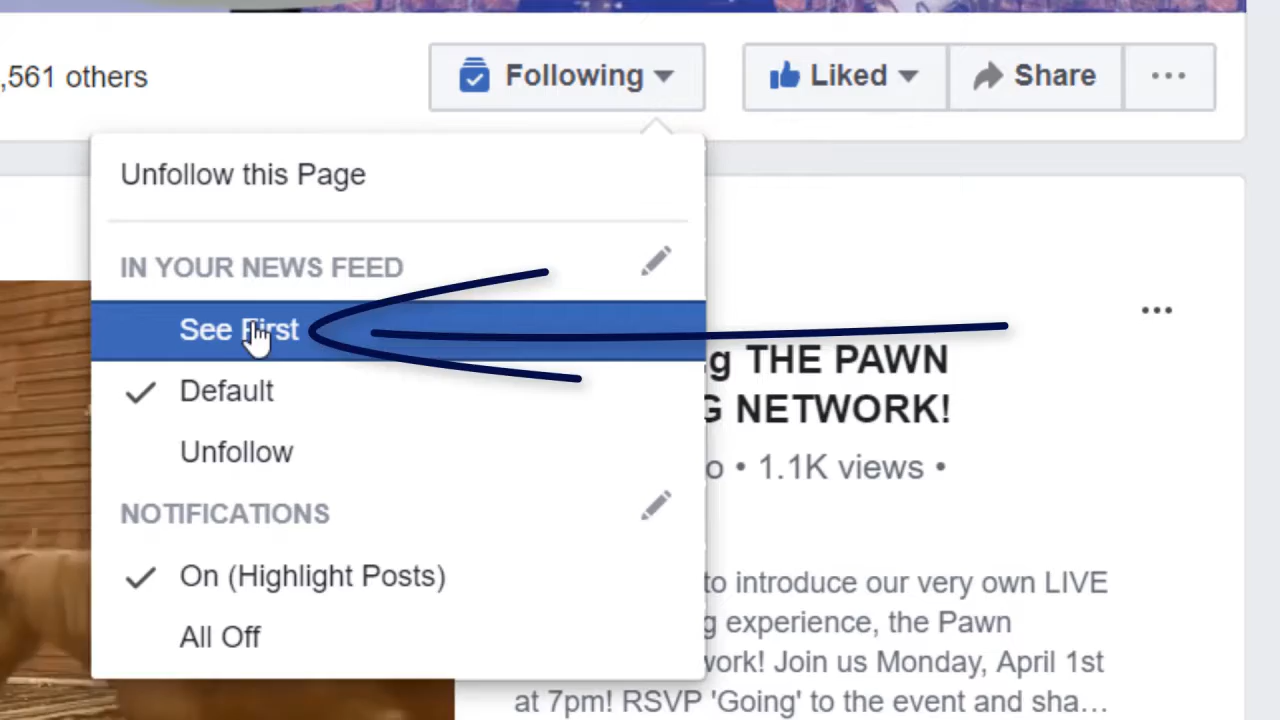 ,561 others
Following
Liked
Share
Unfollow this Page
IN YOUR NEWS FEED
See First
Default
Unfollow
NOTIFICATIONS
On (Highlight Posts)
All Off
THE PAWN
NETWORK!
• 1.1K views •
to introduce our very own LIVE
experience, the Pawn
Join us Monday, April 1st
at 7pm! RSVP 'Going' to the event and sha…